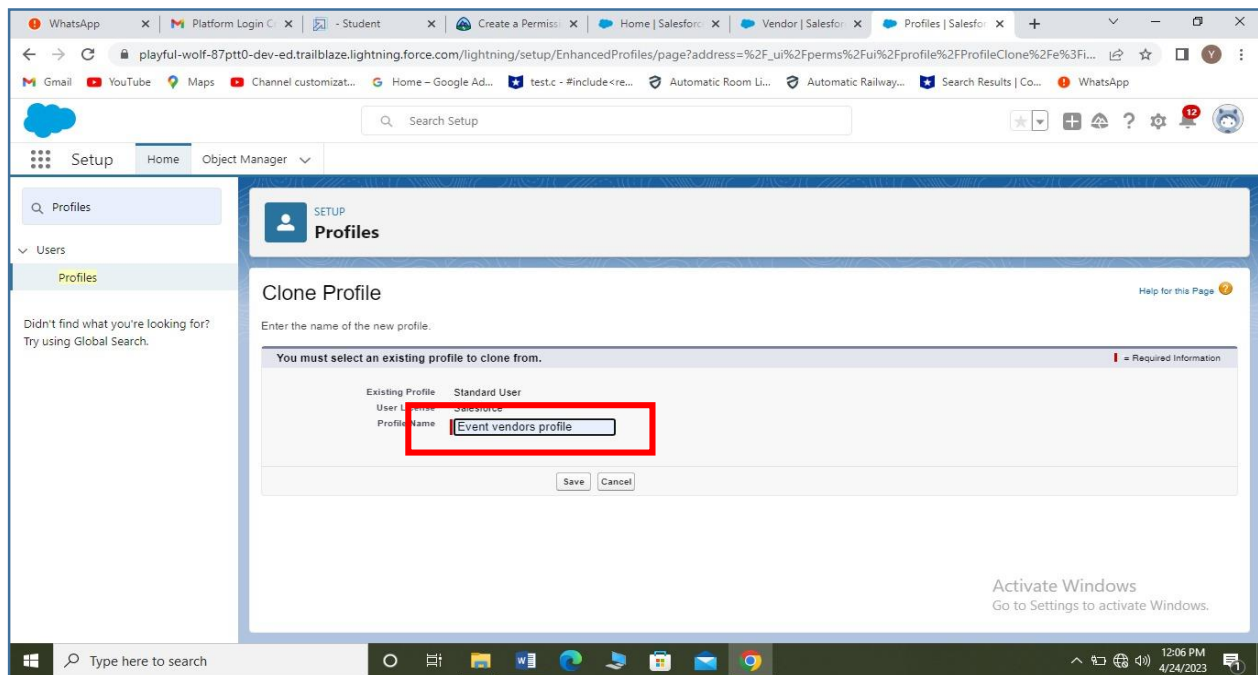 WhatsApp
Platform Login C
- Student
Create a Permiss
Home | Salesforc
Vendor | Salesfor
Profiles | Salesfor
playful-wolf-87ptt0-dev-ed.trailblaze.lightning.force.com/lightning/setup/EnhancedProfiles/page?address=%2F_ui%2Fperms%2Fui%2Fprofile%2FProfileClone%2Fe%3Fi...
Y
Gmail
YouTube
Maps
Channel customizat...
Home – Google Ad...
test.c - #include<re...
Automatic Room Li...
Automatic Railway...
Search Results | Co...
WhatsApp
Search Setup
12
Setup
Home
Object Manager
Profiles
Users
Profiles
Didn't find what you're looking for?
Try using Global Search.
SETUP
Profiles
Clone Profile
Help for this Page
Enter the name of the new profile.
You must select an existing profile to clone from.
= Required Information
Existing Profile Standard User
User License Salesforce
Profile Name Event vendors profile
Save Cancel
Activate Windows
Go to Settings to activate Windows.
Type here to search
12:06 PM
4/24/2023
1